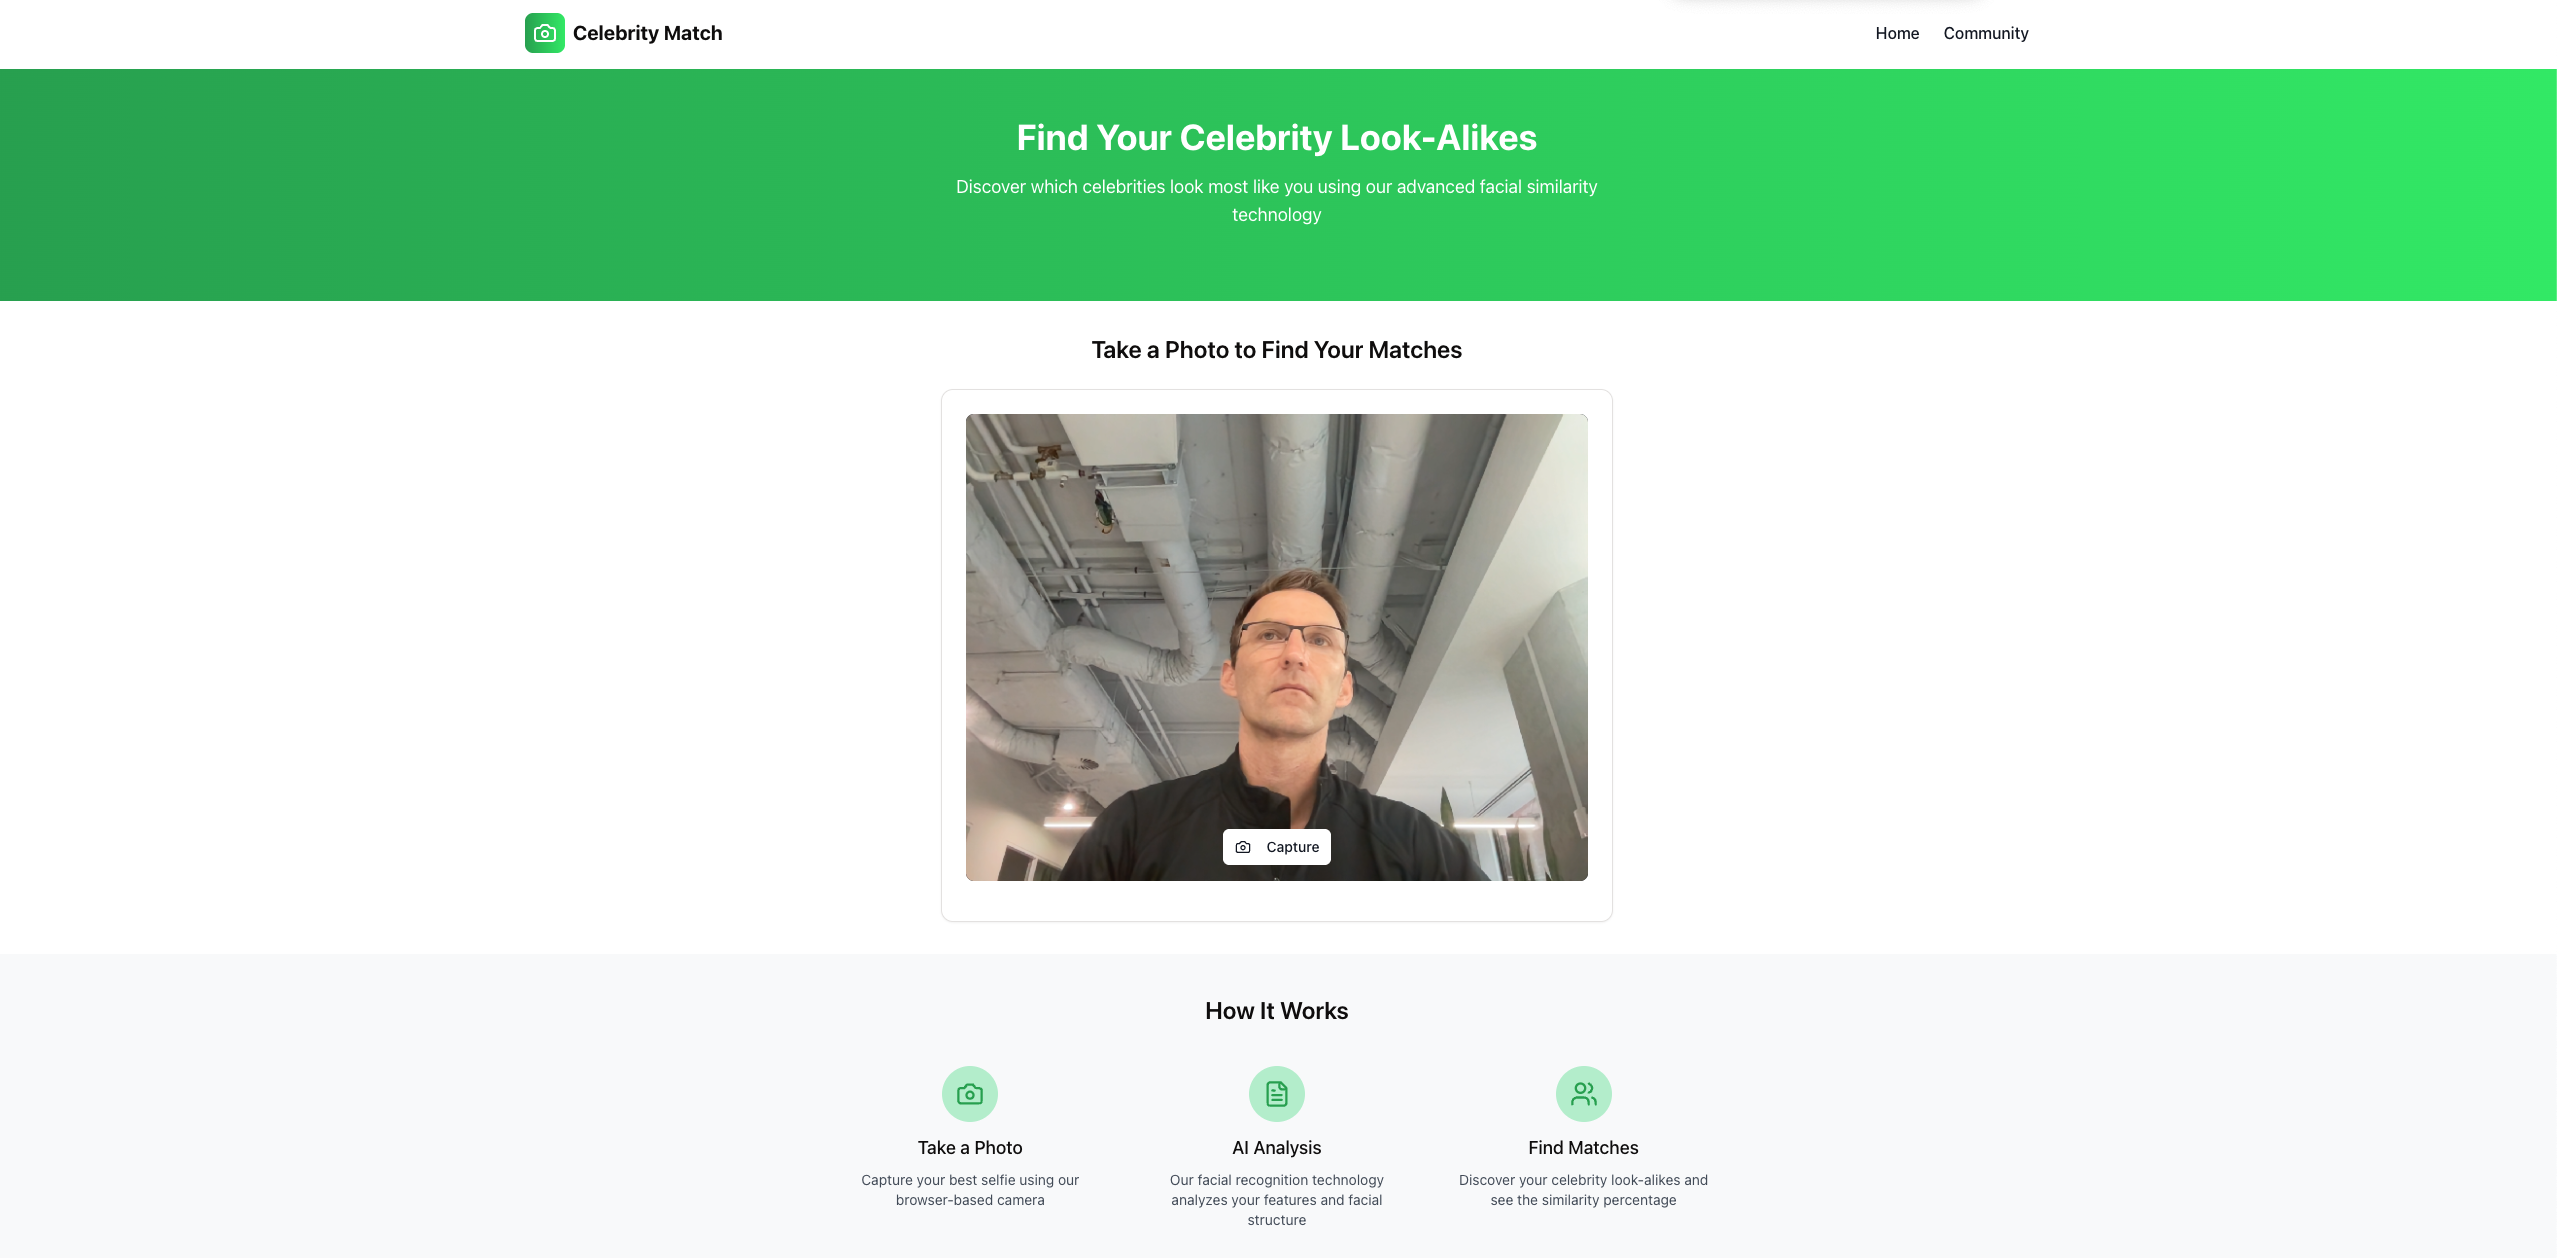 Celebrity Match
Home
Community
Find Your Celebrity Look-Alikes
Discover which celebrities look most like you using our advanced facial similarity
technology
Take a Photo to Find Your Matches
Capture
How It Works
Take a Photo
Capture your best selfie using our
browser-based camera
AI Analysis
Our facial recognition technology
analyzes your features and facial
structure
Find Matches
Discover your celebrity look-alikes and
see the similarity percentage